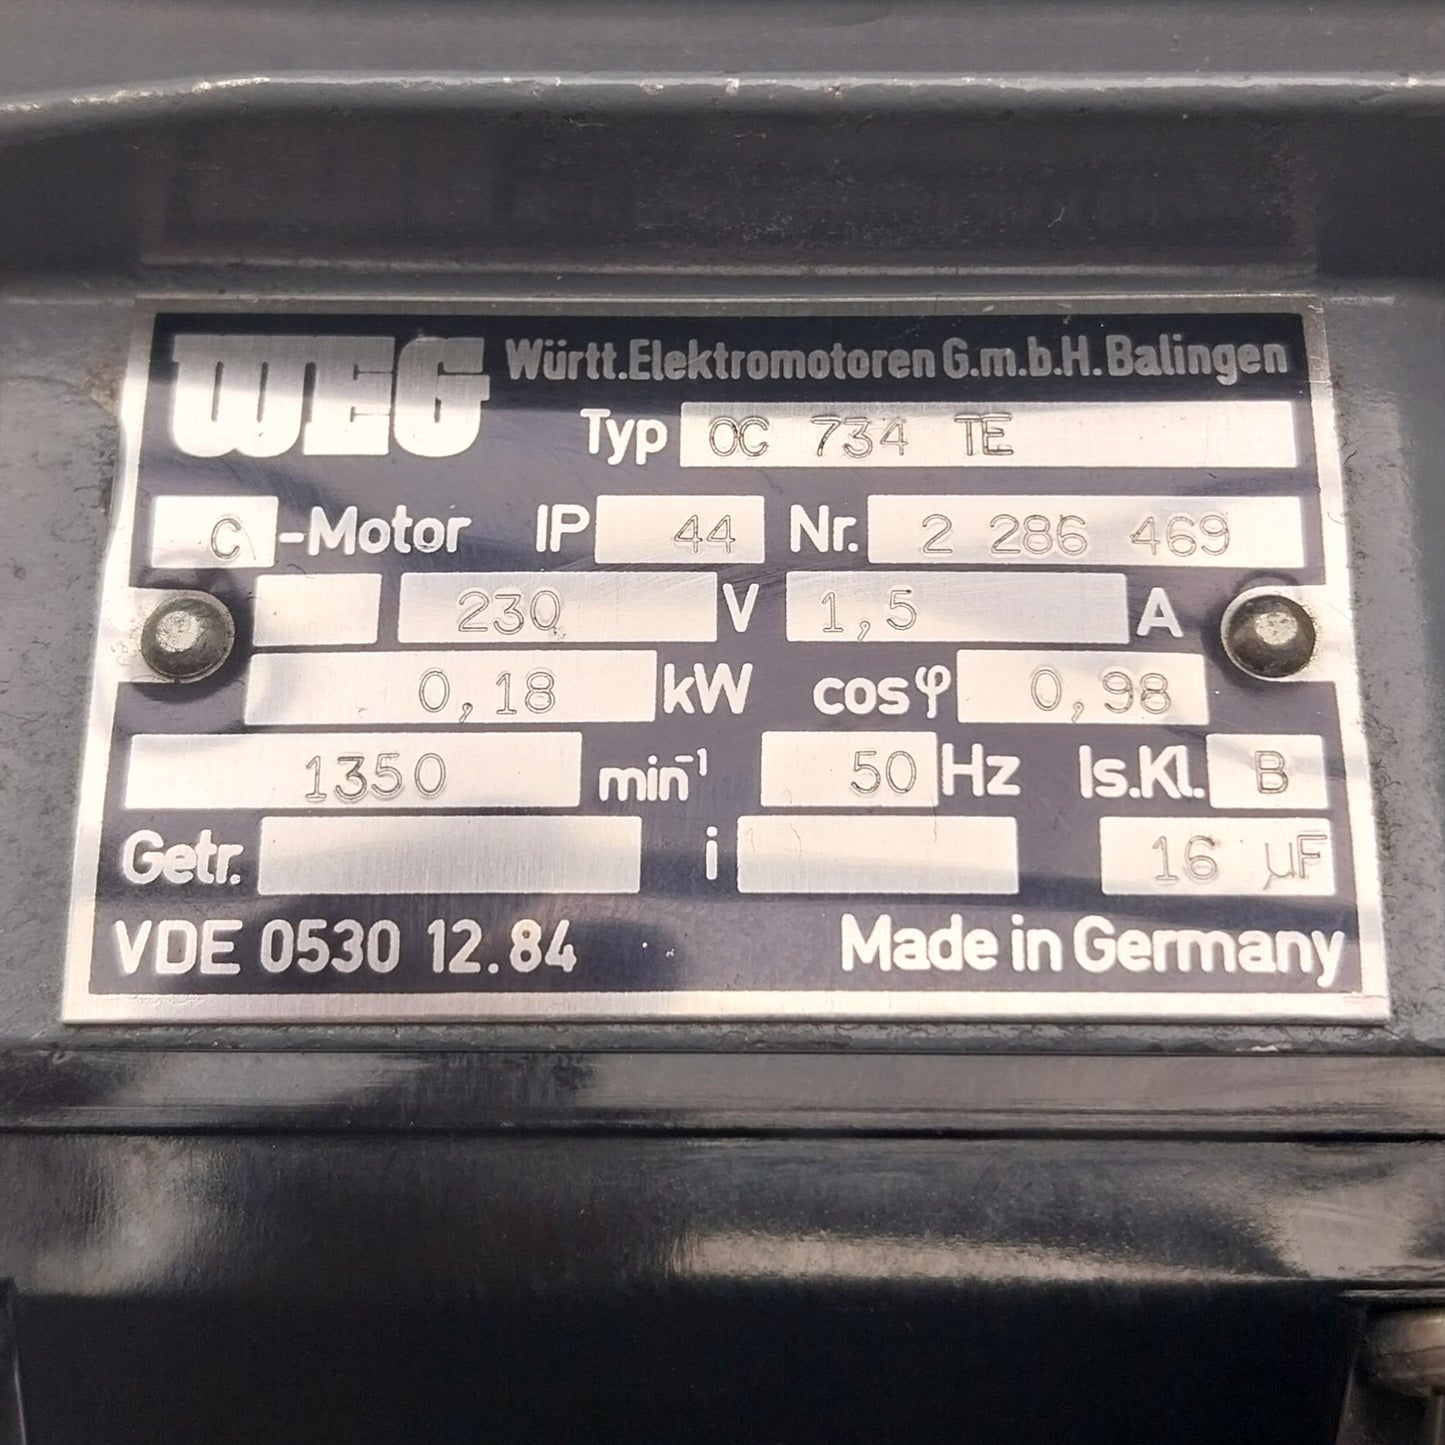 WEG Württ.Elektromotoren G.m.b.H. Balingen
Typ OC 734 TE
C -Motor IP 44 Nr. 2 286 469
230 V 1,5 A
0,18 kW cosφ 0,98
1350 min⁻¹ 50 Hz Is.Kl. B
Getr. i 16 µF
VDE 0530 12.84 Made in Germany